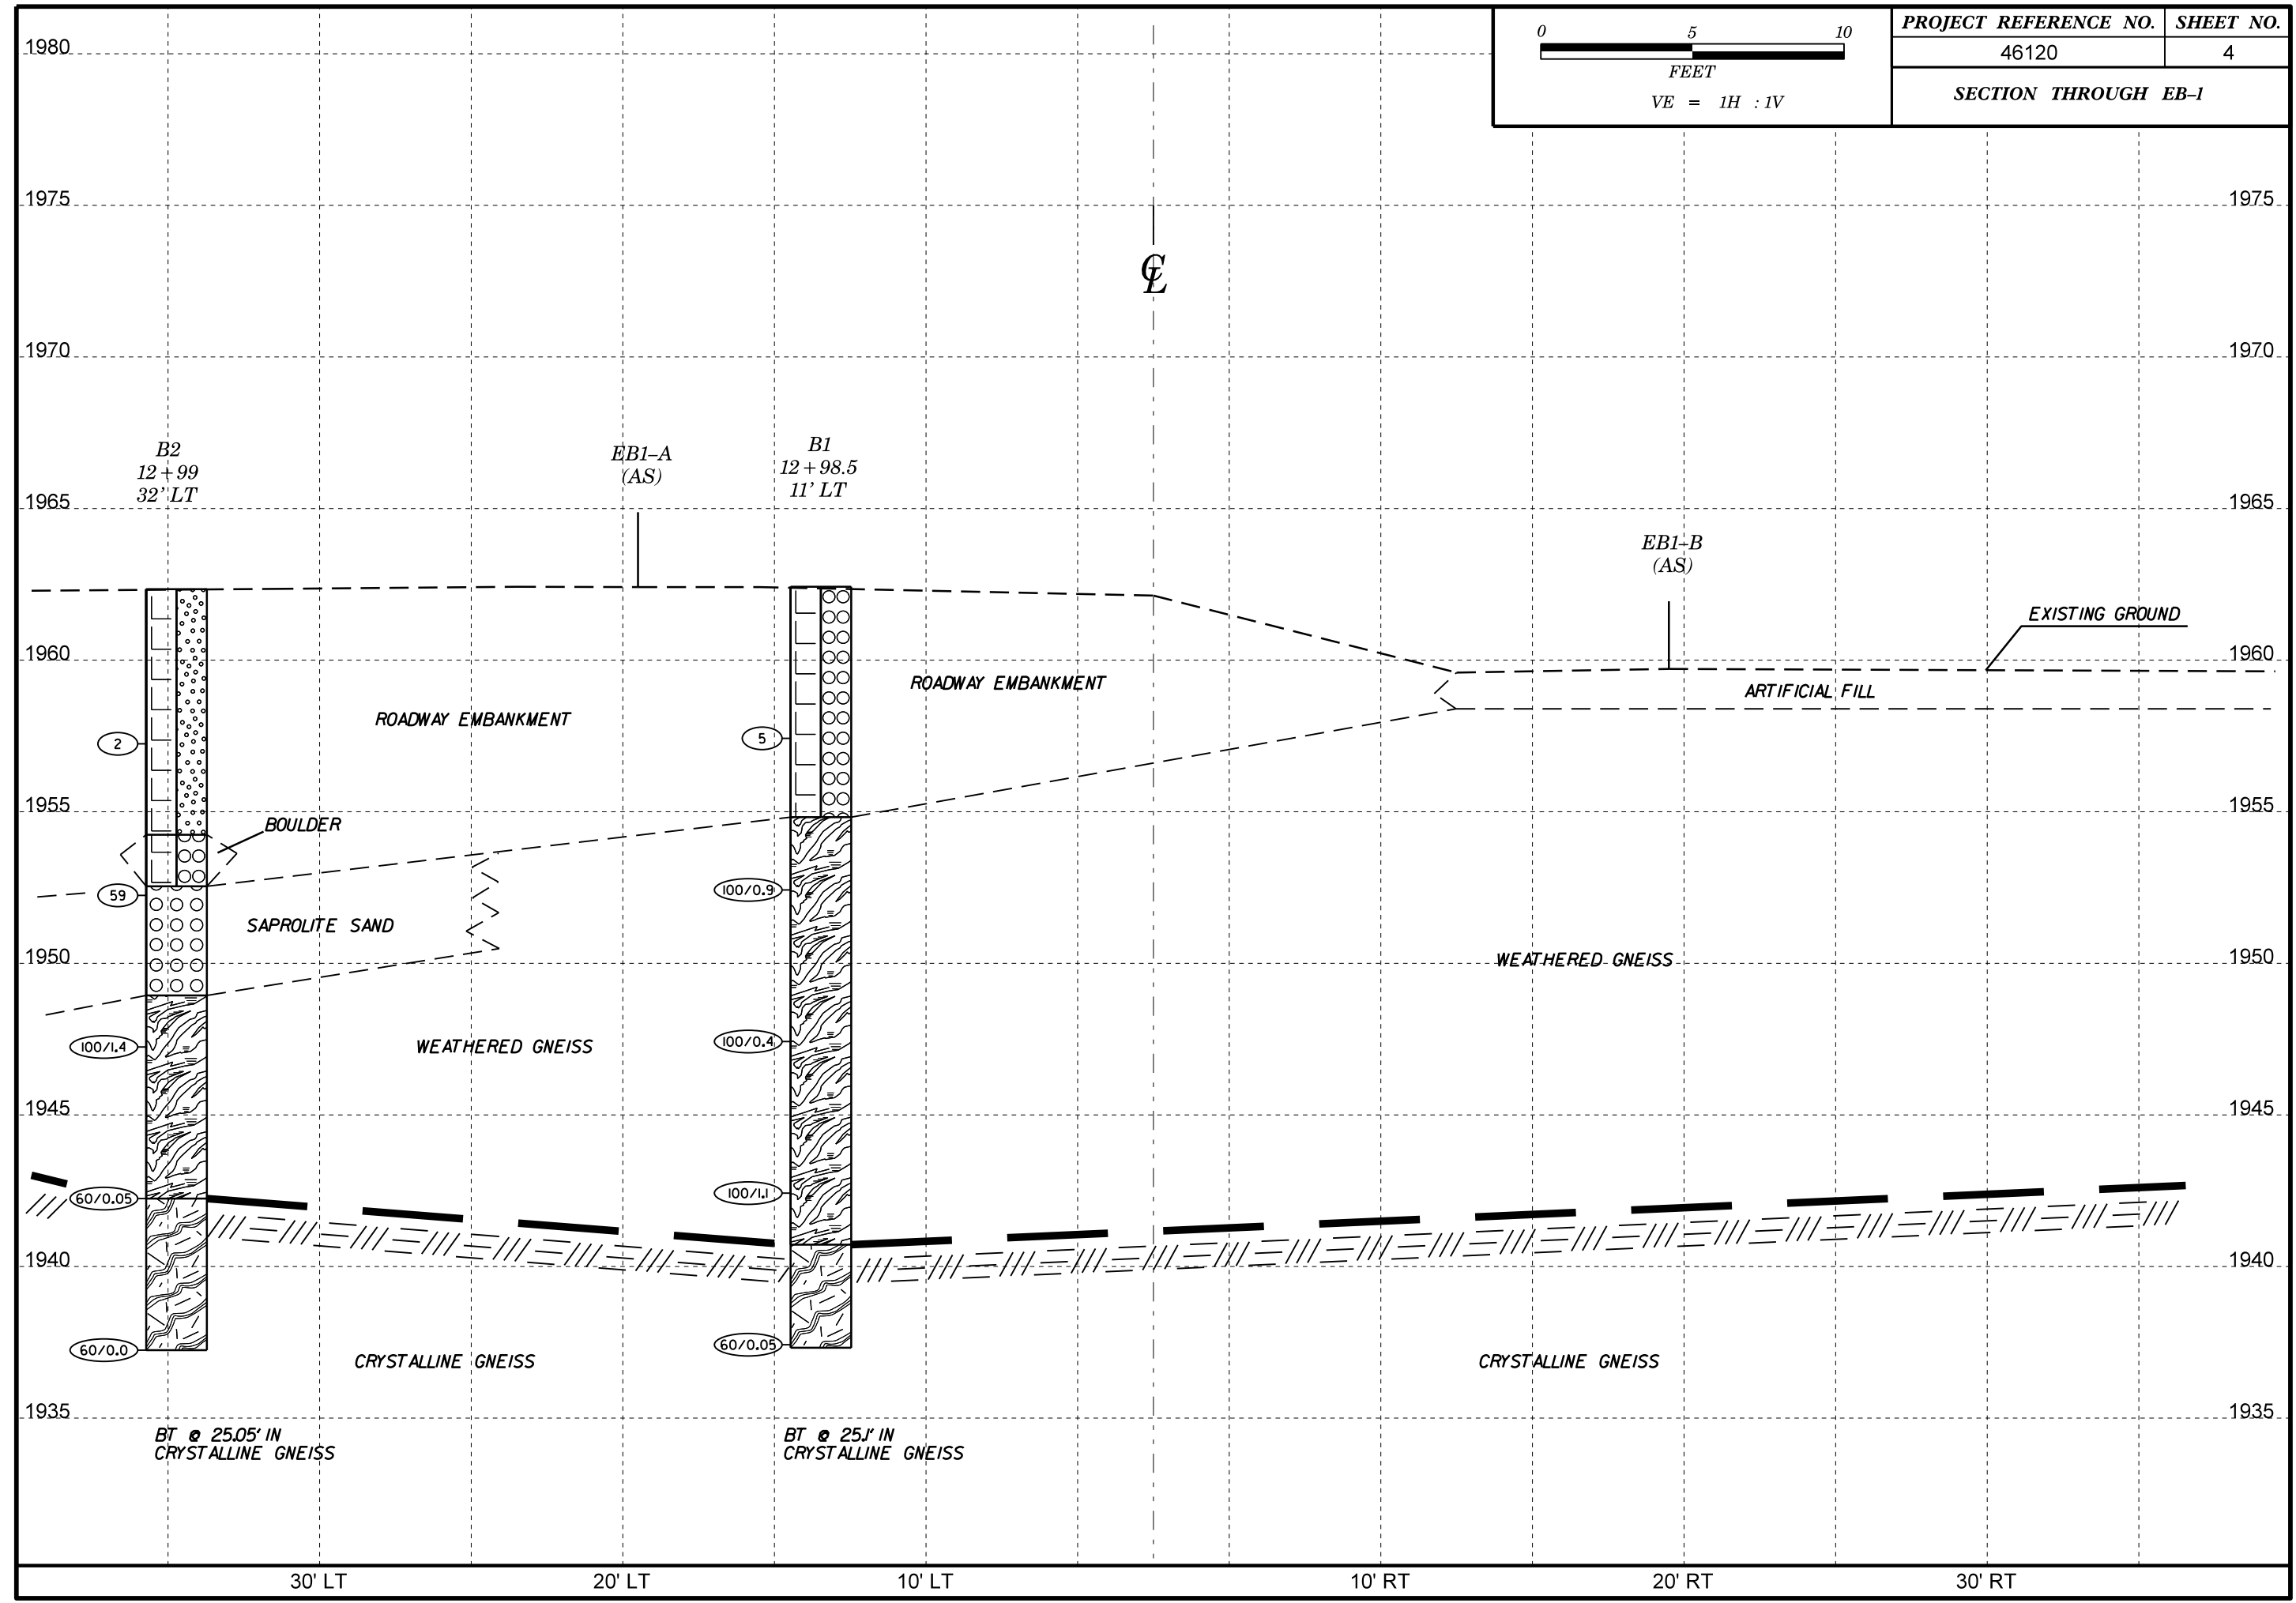 0 5 10
FEET
VE = 1H : 1V
PROJECT REFERENCE NO. SHEET NO.
46120 4
SECTION THROUGH EB–1
1980
1975 1975
1970 1970
B2
12+99
32' LT
EB1–A
(AS)
B1
12+98.5
11' LT
1965 1965
EB1–B
(AS)
EXISTING GROUND
1960 1960
ROADWAY EMBANKMENT
ARTIFICIAL FILL
ROADWAY EMBANKMENT
2
5
1955 1955
BOULDER
59
100/0.9
SAPROLITE SAND
1950 WEATHERED GNEISS 1950
100/1.4
WEATHERED GNEISS
100/0.4
1945 1945
60/0.05
100/1.1
1940 1940
60/0.0
60/0.05
CRYSTALLINE GNEISS
CRYSTALLINE GNEISS
1935 1935
BT @ 25.05' IN
CRYSTALLINE GNEISS
BT @ 25.1' IN
CRYSTALLINE GNEISS
30' LT 20' LT 10' LT 10' RT 20' RT 30' RT